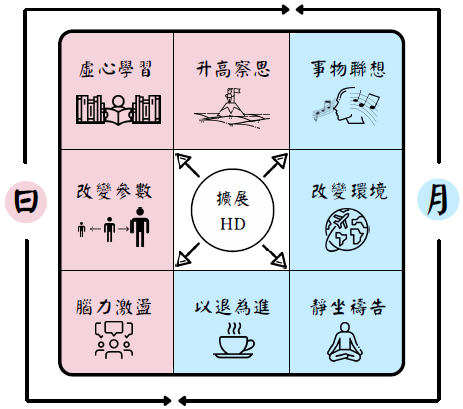 虛心學習
升高察思
事物聯想
日
改變參數
擴展
HD
改變環境
月
腦力激盪
以退為進
靜坐禱告